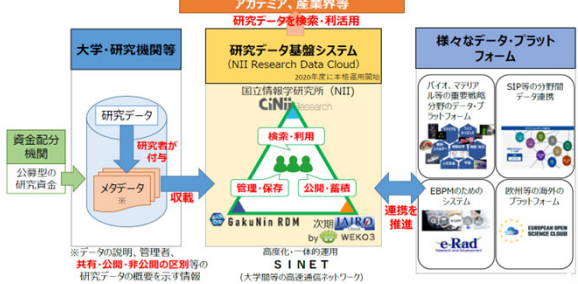 アカデミア、産業界等
研究データを検索・利活用
大学・研究機関等
研究データ
研究者が
付与
メタデータ
※
資金配分
機関
公募型の
研究資金
収載
※データの説明、管理者、
共有・公開・非公開の区別等の
研究データの概要を示す情報
研究データ基盤システム
(NII Research Data Cloud)
2020年度に本格運用開始
国立情報学研究所(NII)
CiNii Research
検索・利用
管理・保存
公開・蓄積
GakuNin RDM
次期 JAIRO
by WEKO3
高度化・一体的運用
SINET
(大学間等の高速通信ネットワーク)
連携を
推進
様々なデータ・プラット
フォーム
バイオ、マテリア
ル等の重要戦略
分野のデータ・プ
ラットフォーム
SIP等の分野間
データ連携
EBPMのための
システム
e-Rad
欧州等の海外の
プラットフォーム
EUROPEAN OPEN
SCIENCE CLOUD